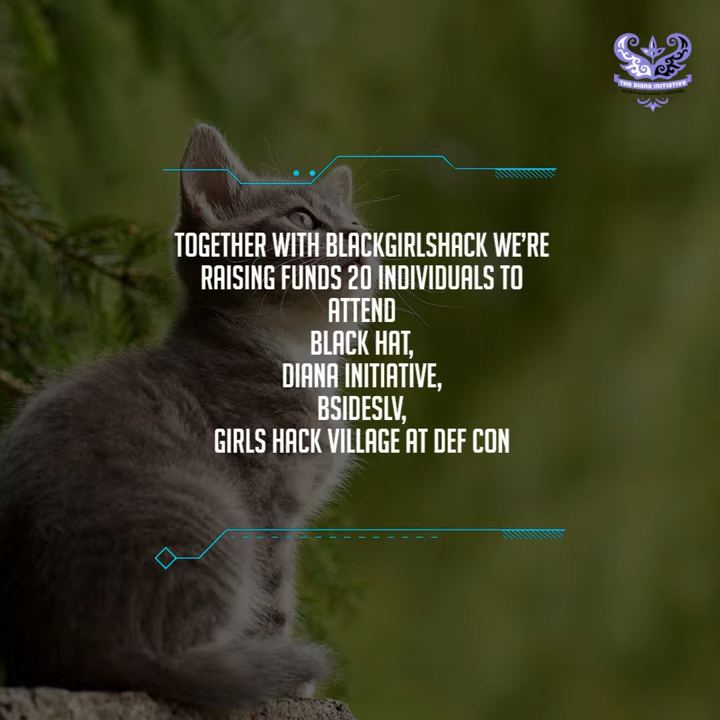 THE DIANA INITIATIVE
TOGETHER WITH BLACKGIRLSHACK WE'RE
RAISING FUNDS 20 INDIVIDUALS TO
ATTEND
BLACK HAT,
DIANA INITIATIVE,
BSIDESLV,
GIRLS HACK VILLAGE AT DEF CON